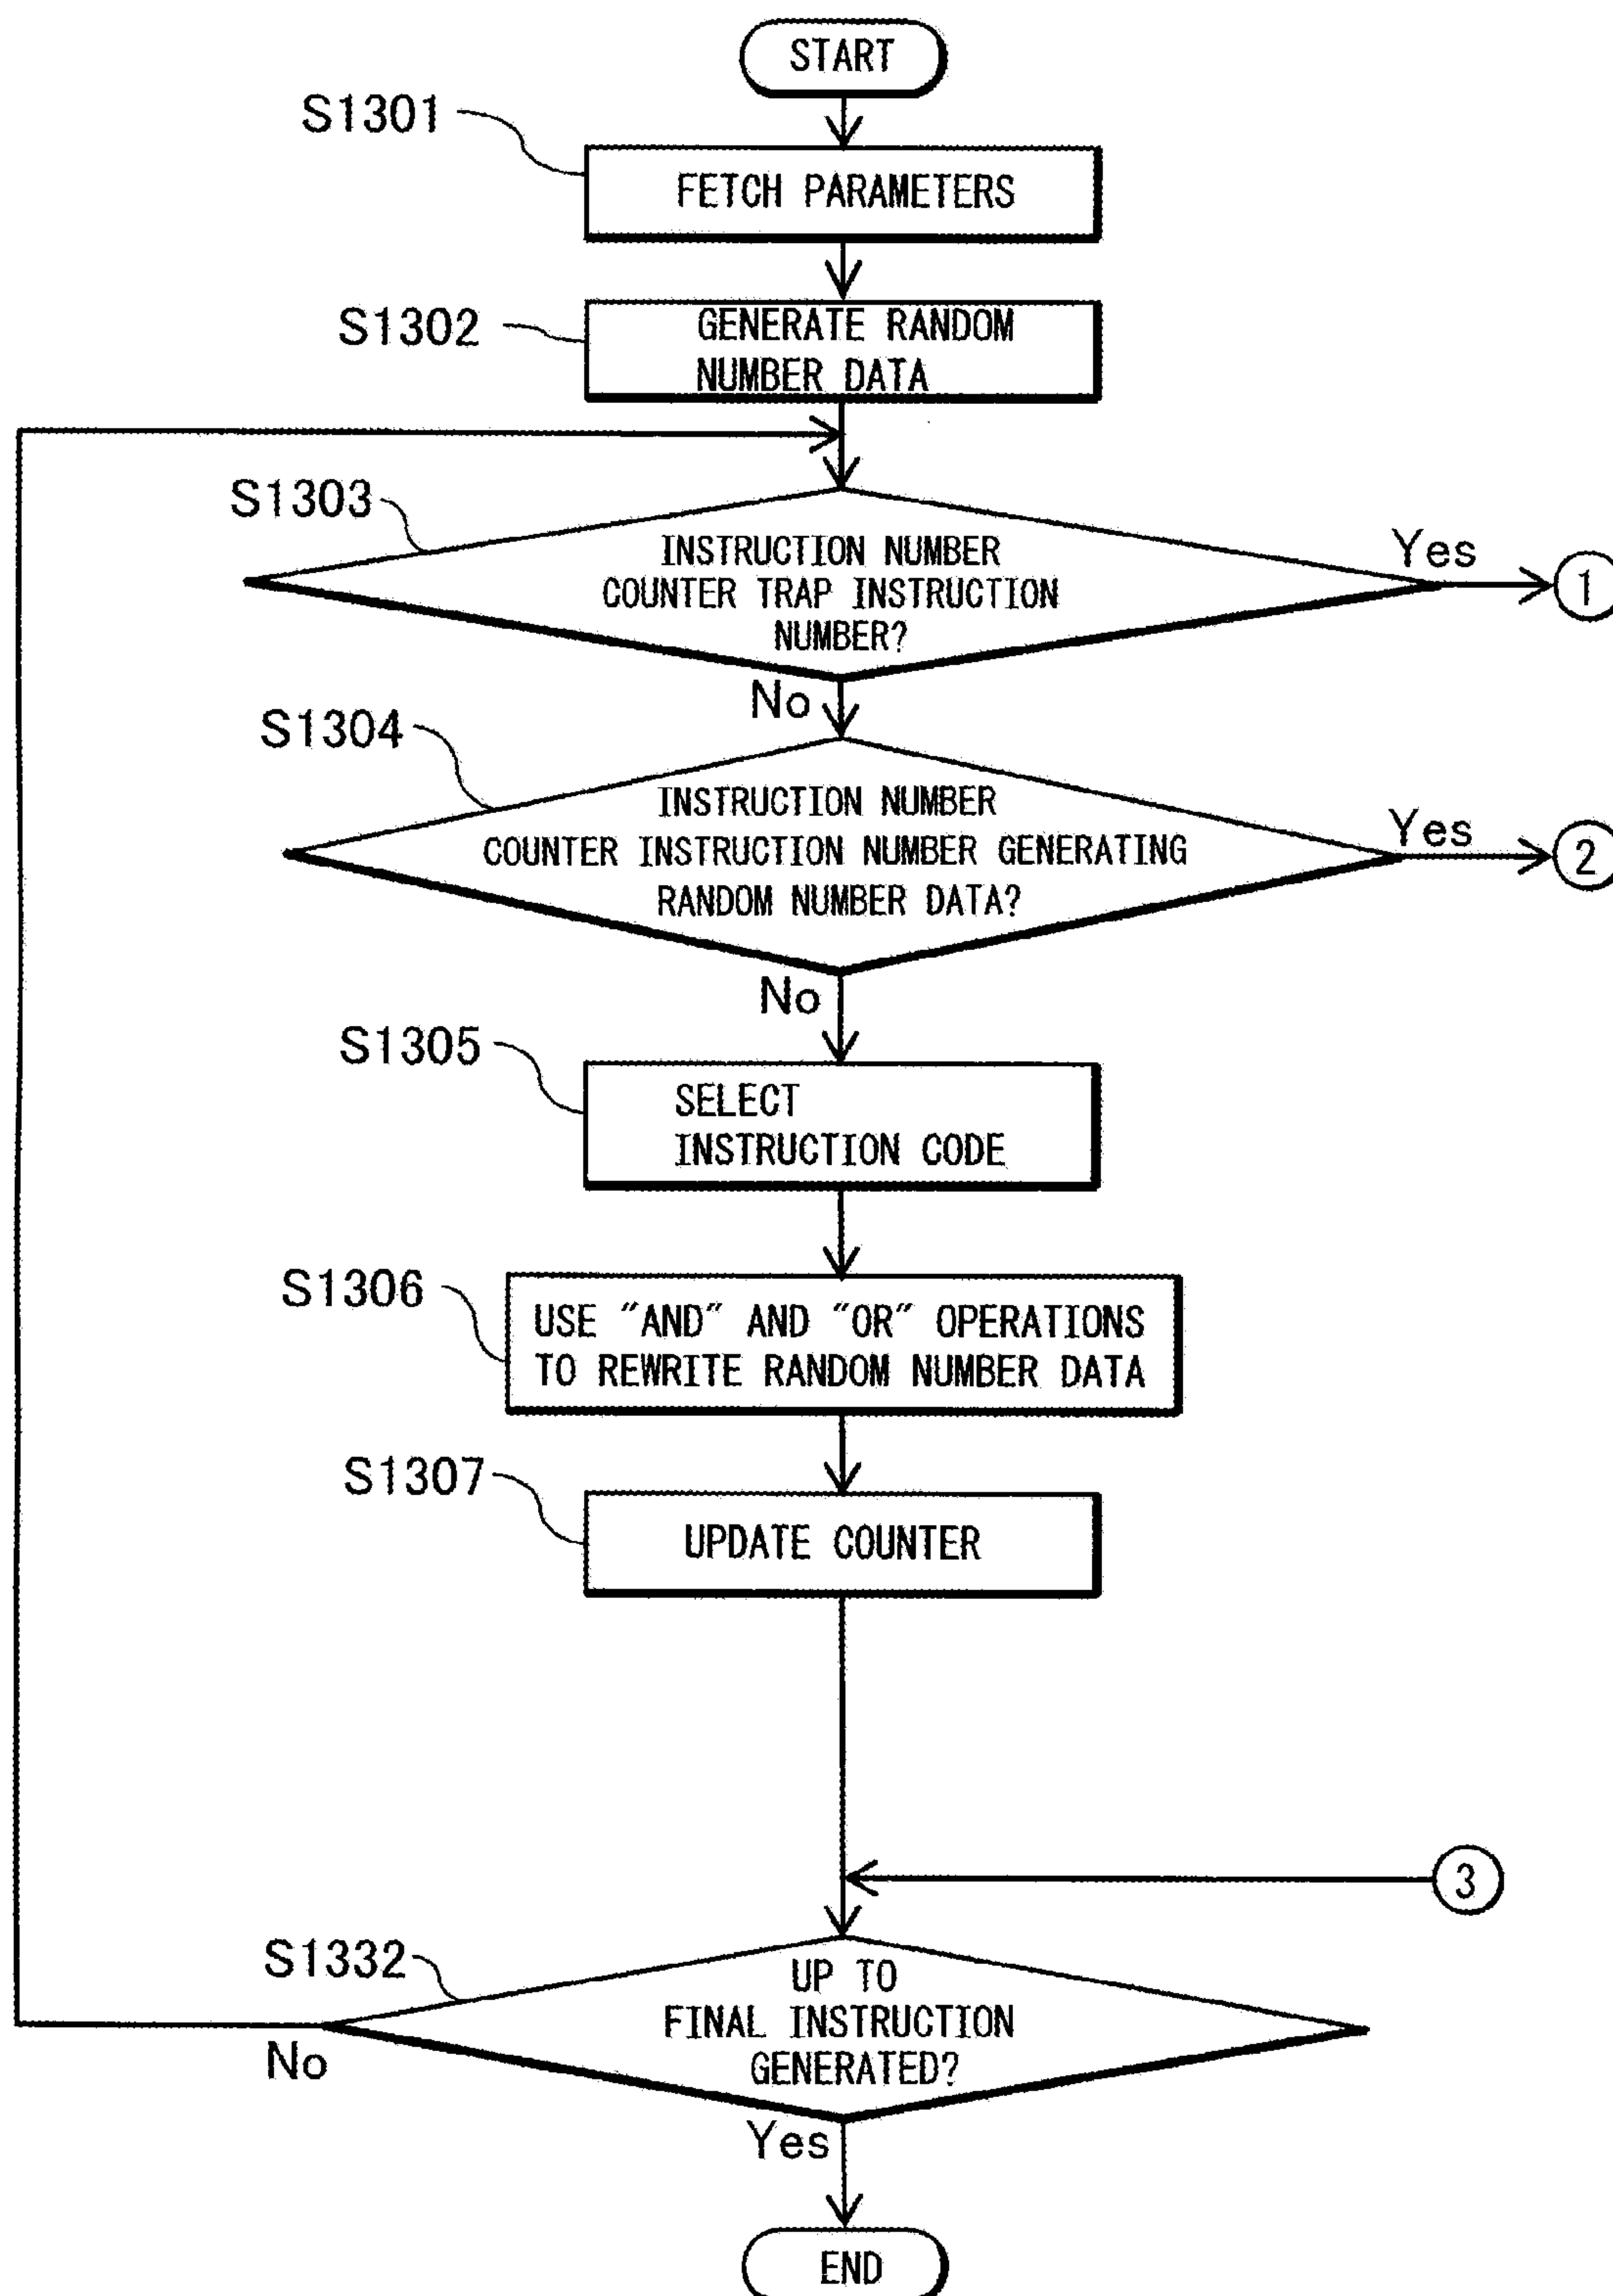 START
S1301
FETCH PARAMETERS
S1302
GENERATE RANDOM
NUMBER DATA
S1303
INSTRUCTION NUMBER
COUNTER TRAP INSTRUCTION
NUMBER?
Yes
1
No
S1304
INSTRUCTION NUMBER
COUNTER INSTRUCTION NUMBER GENERATING
RANDOM NUMBER DATA?
Yes
2
No
S1305
SELECT
INSTRUCTION CODE
S1306
USE "AND" AND "OR" OPERATIONS
TO REWRITE RANDOM NUMBER DATA
S1307
UPDATE COUNTER
3
S1332
UP TO
FINAL INSTRUCTION
GENERATED?
No
Yes
END